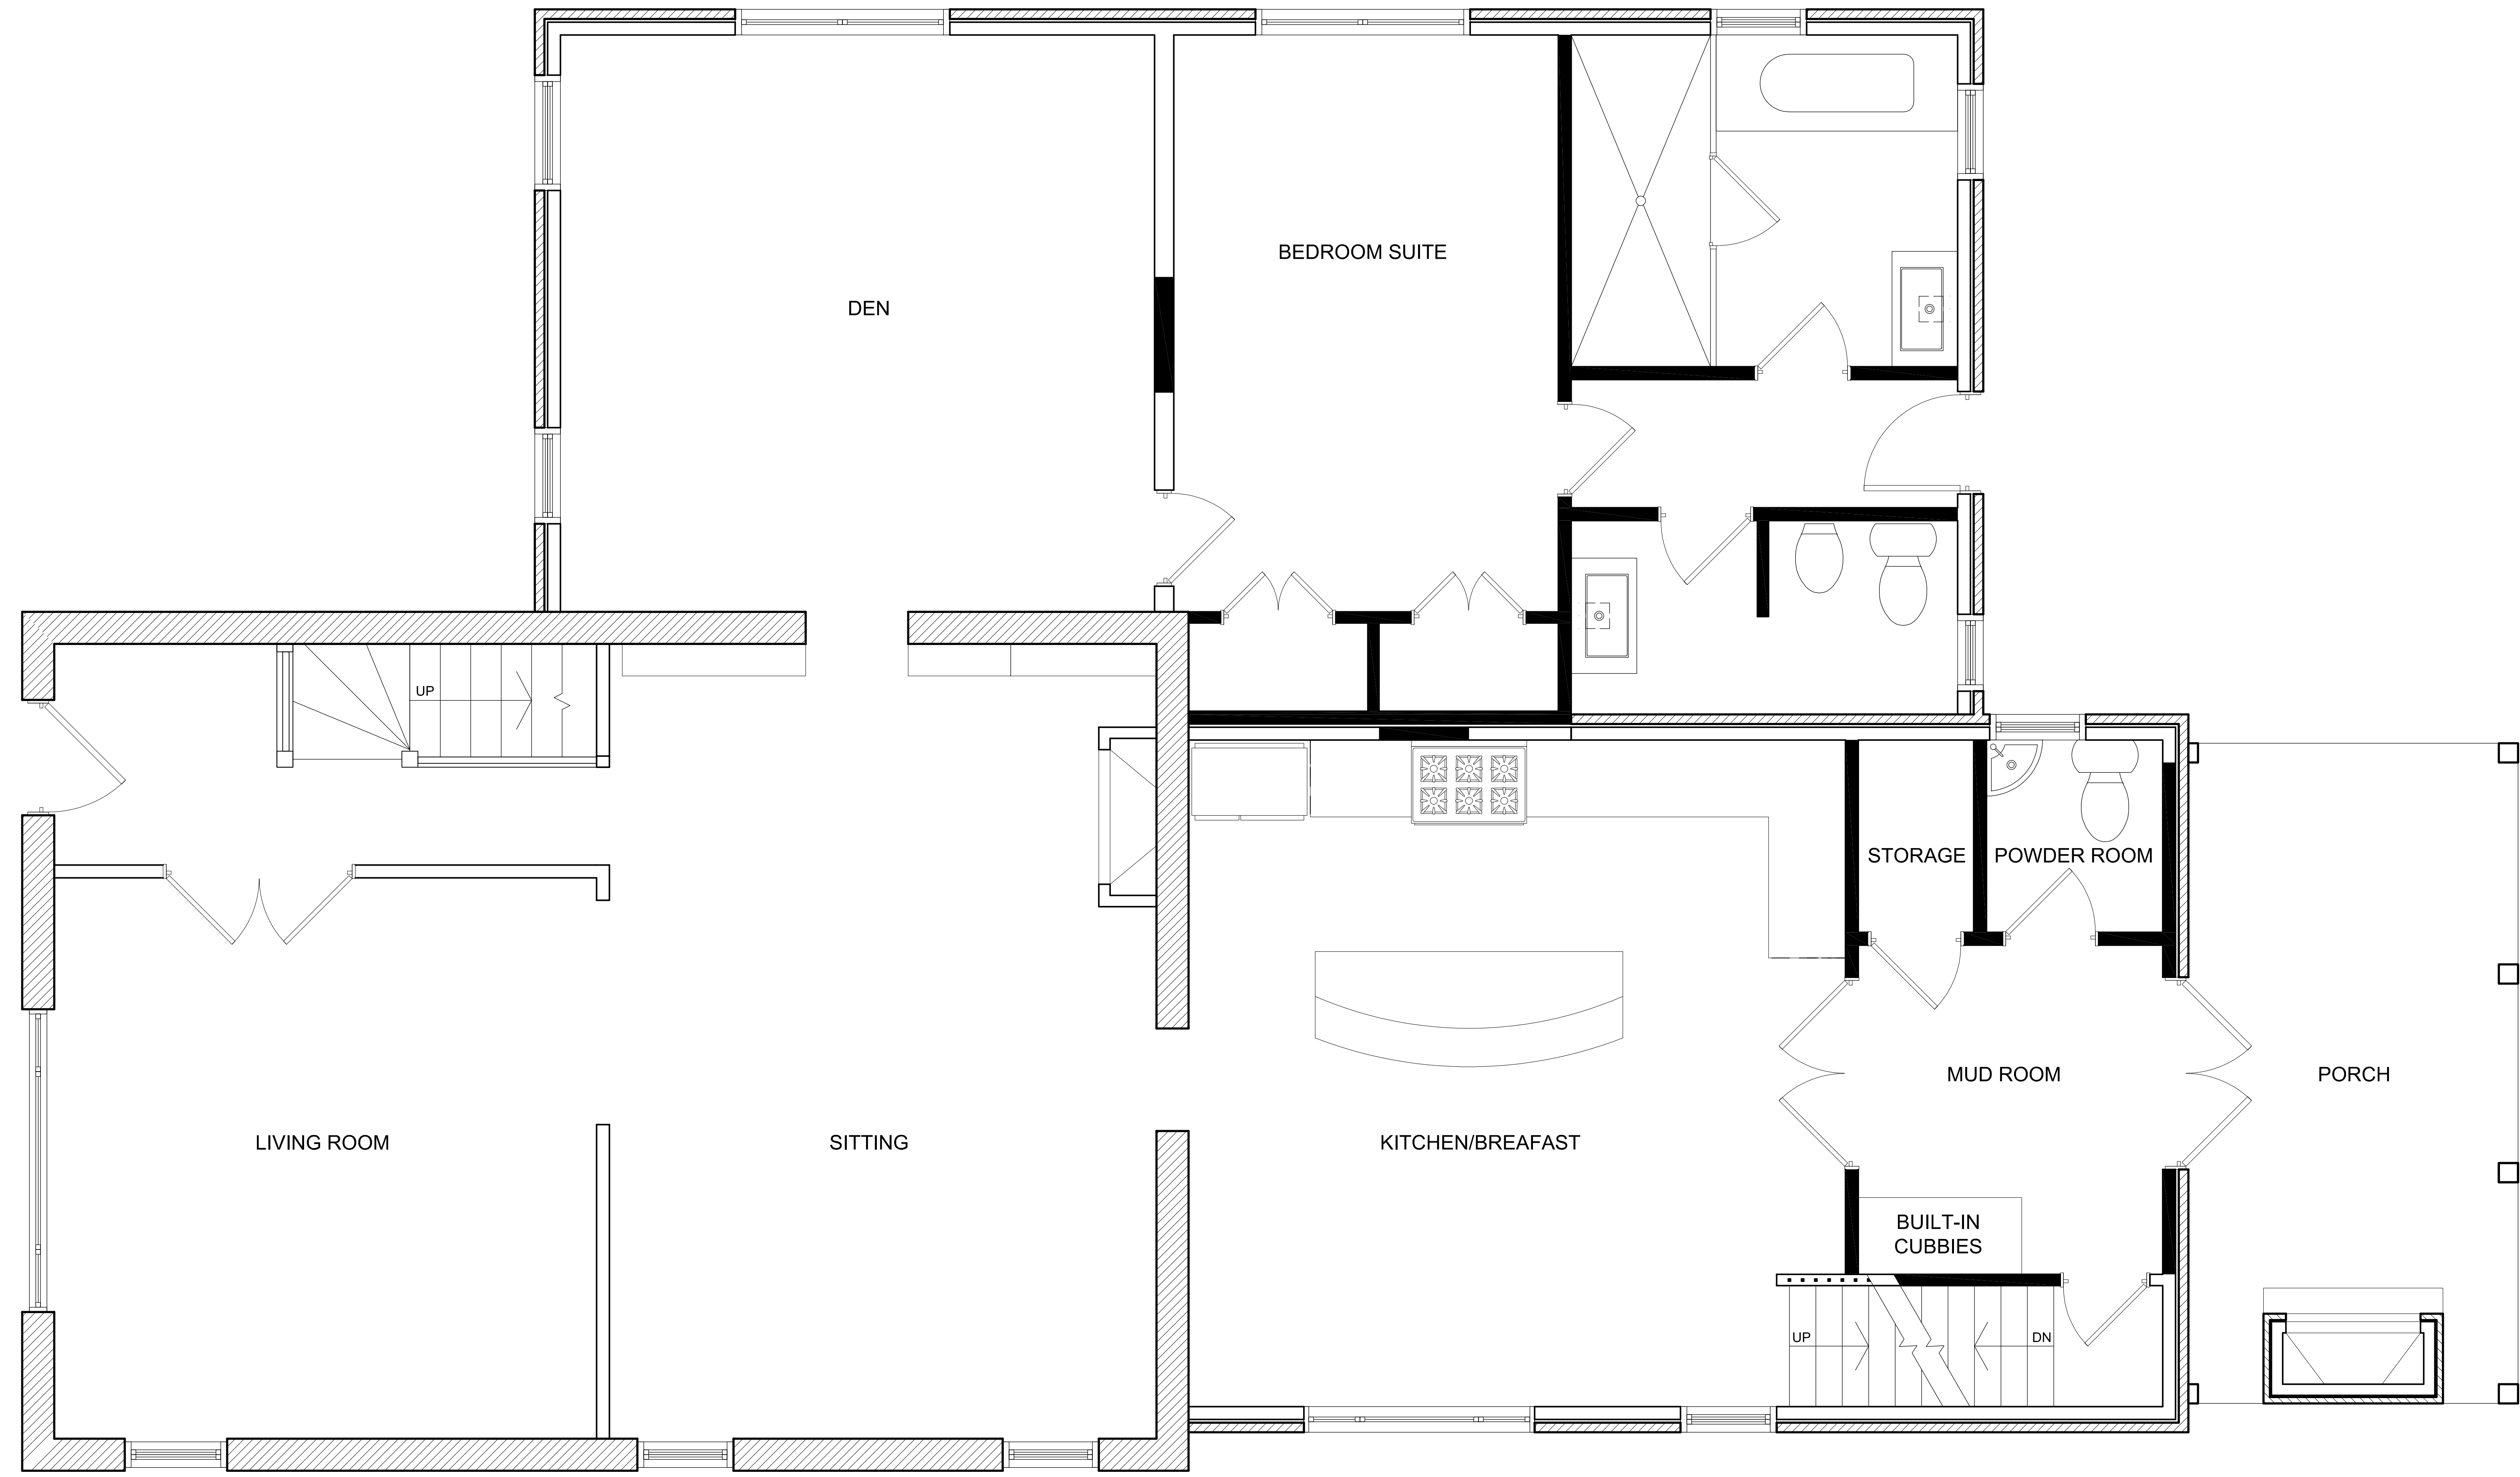 BEDROOM SUITE
DEN
UP
STORAGE
POWDER ROOM
MUD ROOM
PORCH
LIVING ROOM
SITTING
KITCHEN/BREAFAST
BUILT-IN
CUBBIES
UP
DN